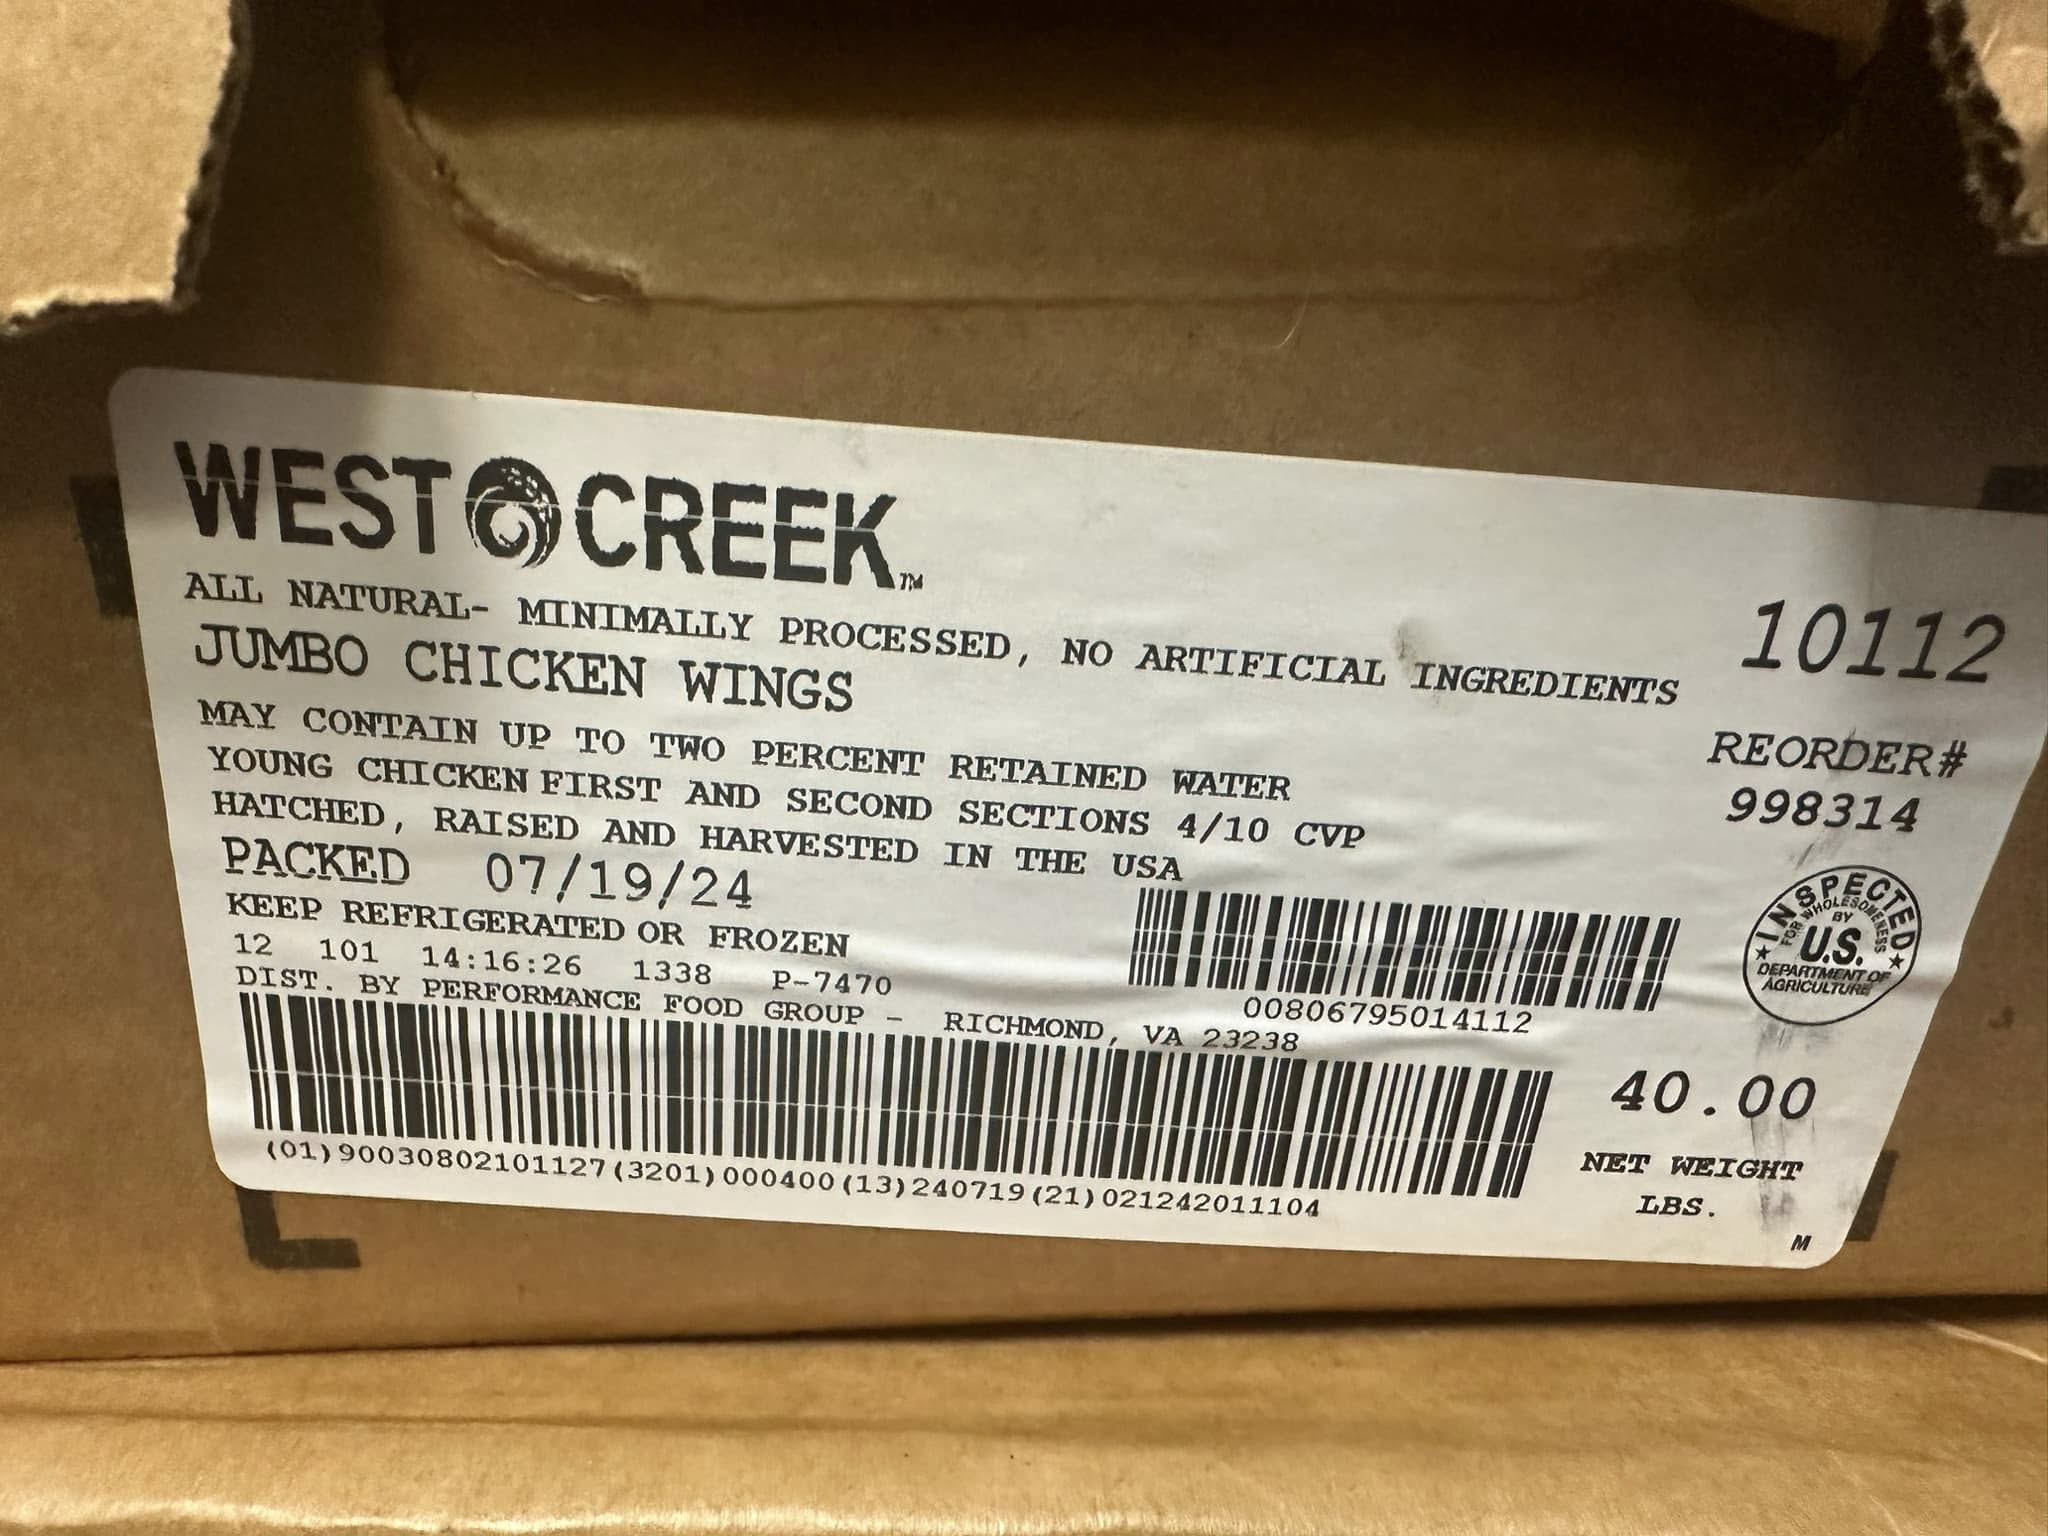 WEST CREEK™
ALL NATURAL- MINIMALLY PROCESSED, NO ARTIFICIAL INGREDIENTS
10112
JUMBO CHICKEN WINGS
MAY CONTAIN UP TO TWO PERCENT RETAINED WATER
REORDER#
YOUNG CHICKEN FIRST AND SECOND SECTIONS 4/10 CVP
998314
HATCHED, RAISED AND HARVESTED IN THE USA
PACKED 07/19/24
KEEP REFRIGERATED OR FROZEN
INSPECTED
FOR WHOLESOMENESS
BY
U.S.
DEPARTMENT OF
AGRICULTURE
12 101 14:16:26 1338 P-7470
00806795014112
DIST. BY PERFORMANCE FOOD GROUP - RICHMOND, VA 23238
40.00
NET WEIGHT
LBS.
(01)90030802101127(3201)000400(13)240719(21)021242011104
M